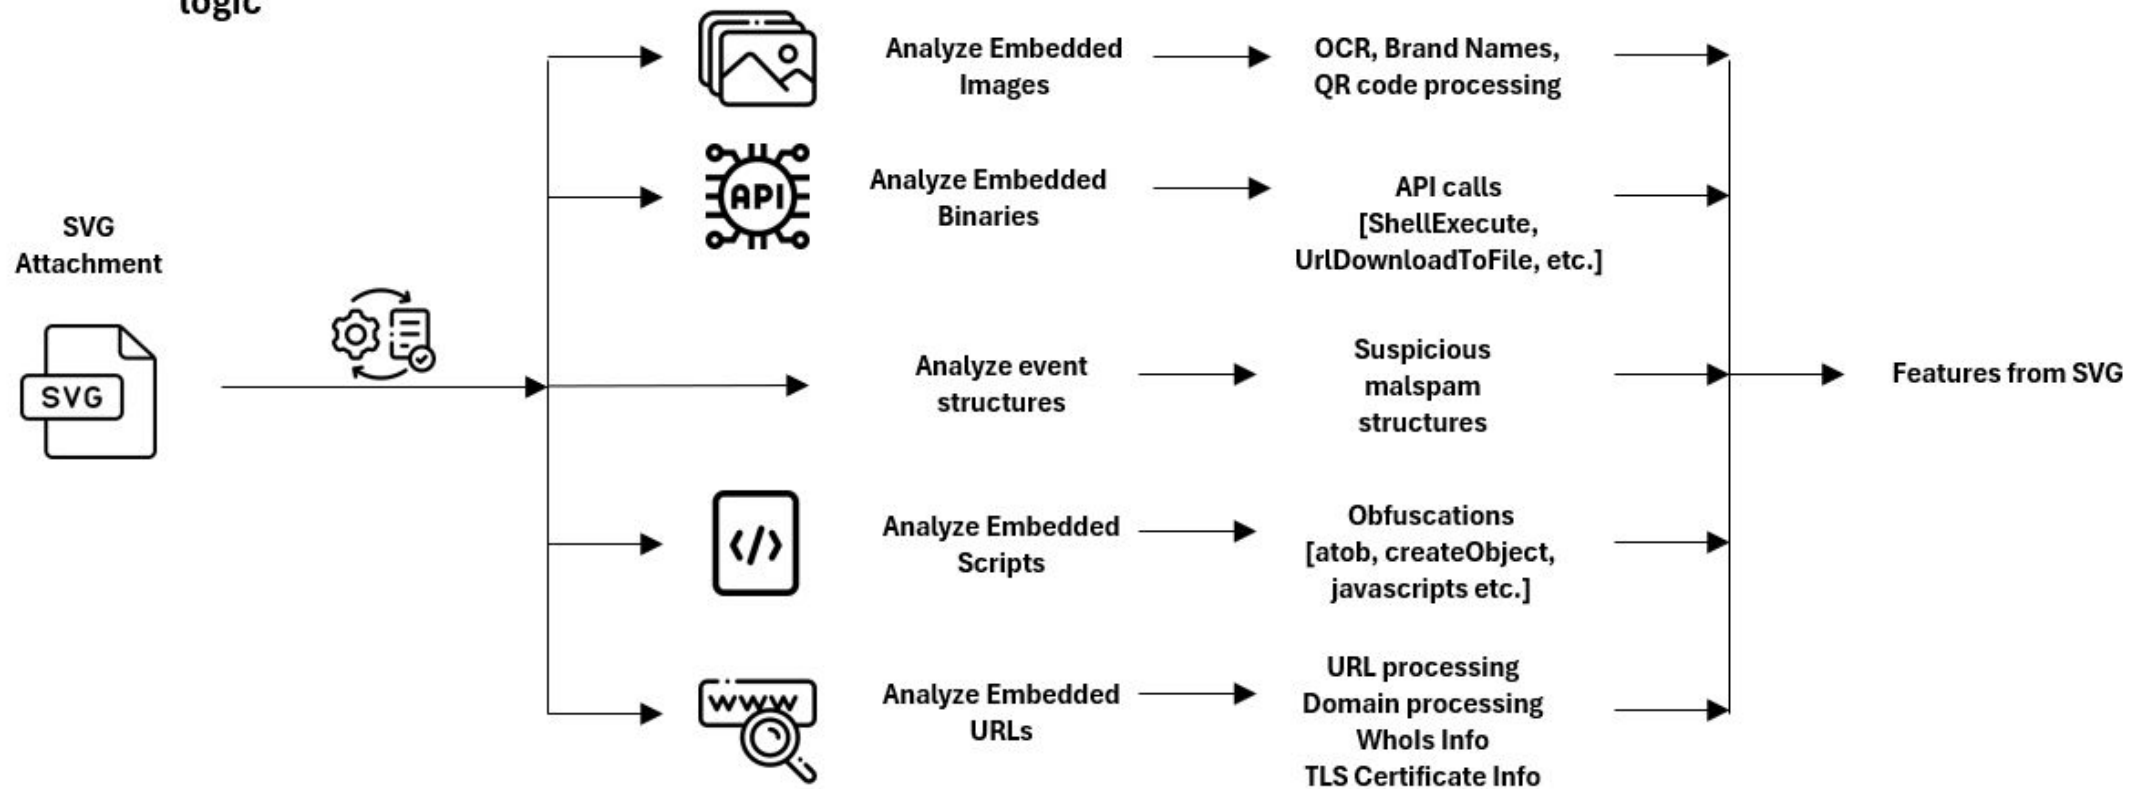 logic
SVG
Attachment
SVG
Analyze Embedded
Images
OCR, Brand Names,
QR code processing
API
Analyze Embedded
Binaries
API calls
[ShellExecute,
UrlDownloadToFile, etc.]
Analyze event
structures
Suspicious
malspam
structures
Features from SVG
</>
Analyze Embedded
Scripts
Obfuscations
[atob, createObject,
javascripts etc.]
WWW
Analyze Embedded
URLs
URL processing
Domain processing
WhoIs Info
TLS Certificate Info